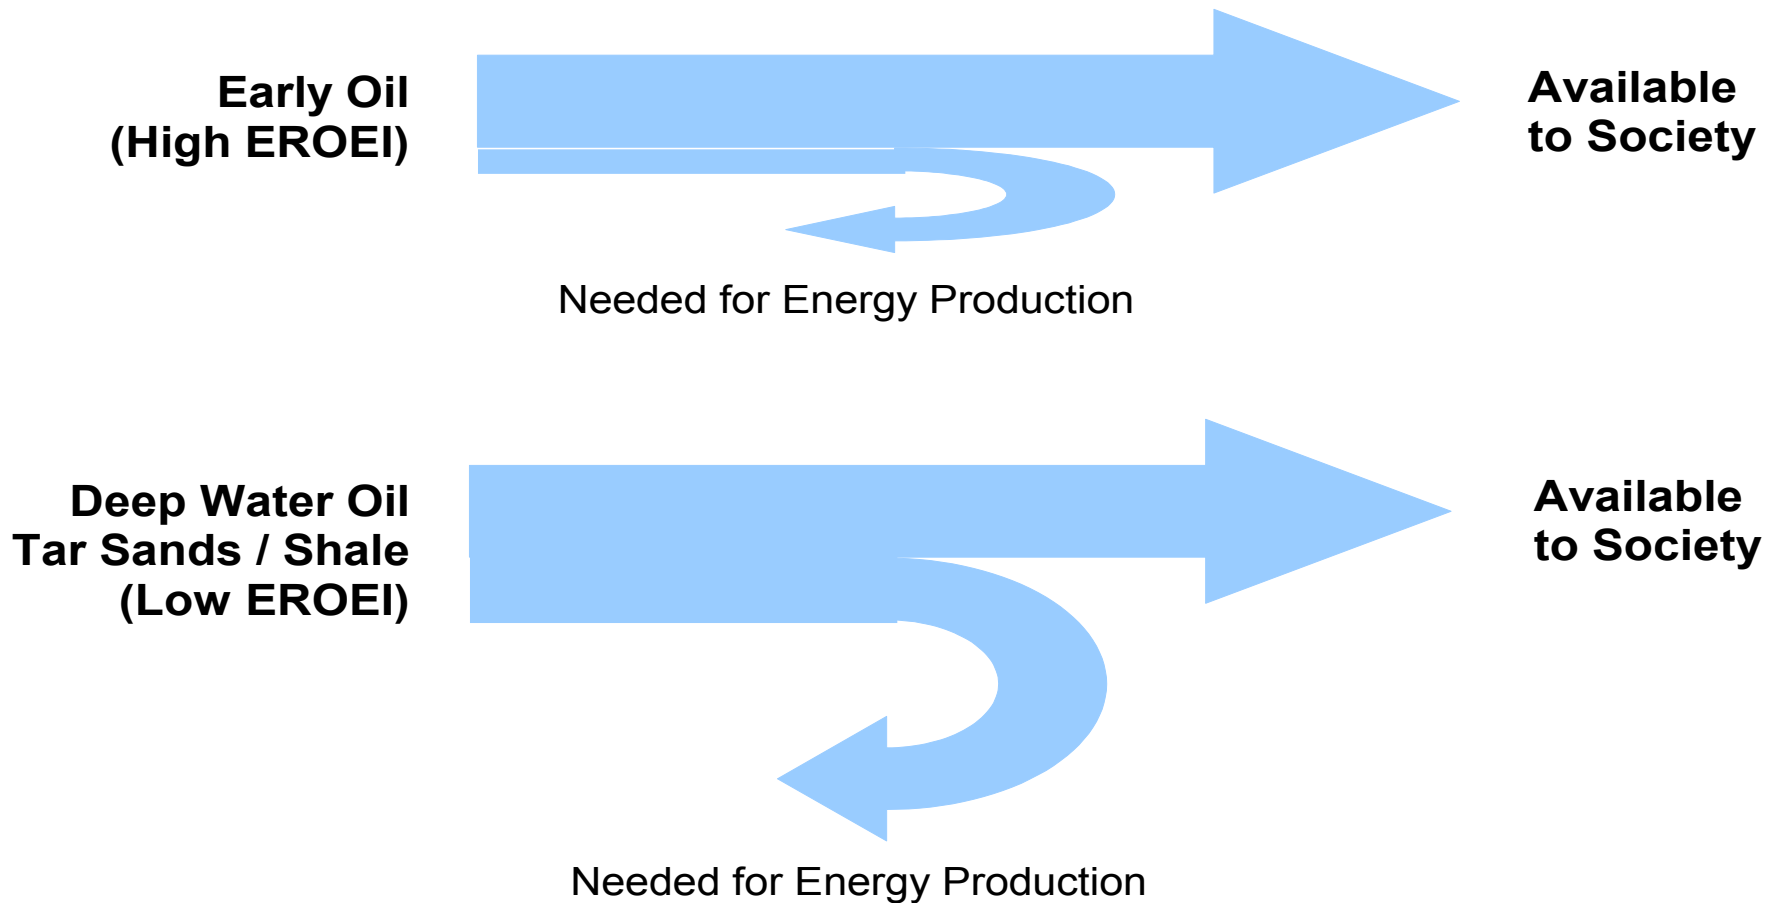 Early Oil
(High EROEI)
Available
to Society
Needed for Energy Production
Deep Water Oil
Tar Sands / Shale
(Low EROEI)
Available
to Society
Needed for Energy Production